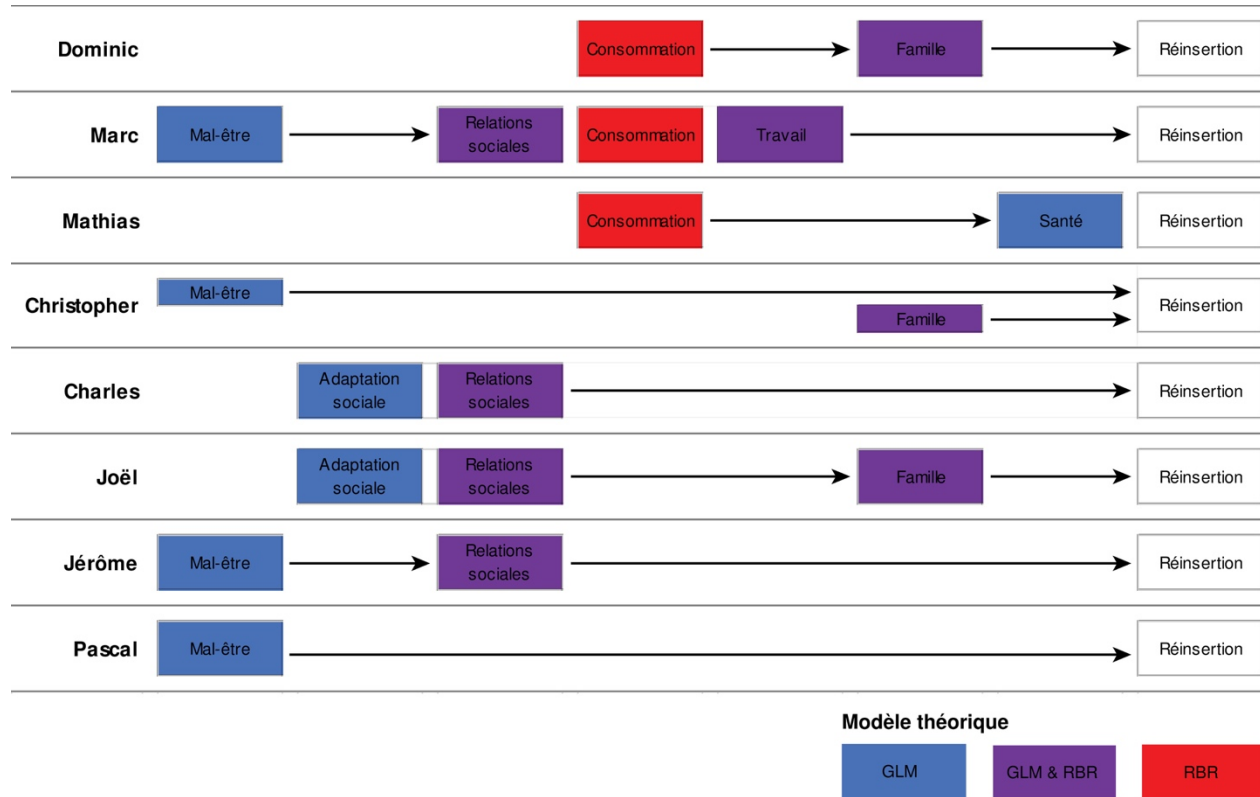 Dominic
Consommation
Famille
Réinsertion
Marc
Mal-être
Relations
sociales
Consommation
Travail
Réinsertion
Mathias
Consommation
Santé
Réinsertion
Christopher
Mal-être
Famille
Réinsertion
Charles
Adaptation
sociale
Relations
sociales
Réinsertion
Joël
Adaptation
sociale
Relations
sociales
Famille
Réinsertion
Jérôme
Mal-être
Relations
sociales
Réinsertion
Pascal
Mal-être
Réinsertion
Modèle théorique
GLM
GLM & RBR
RBR